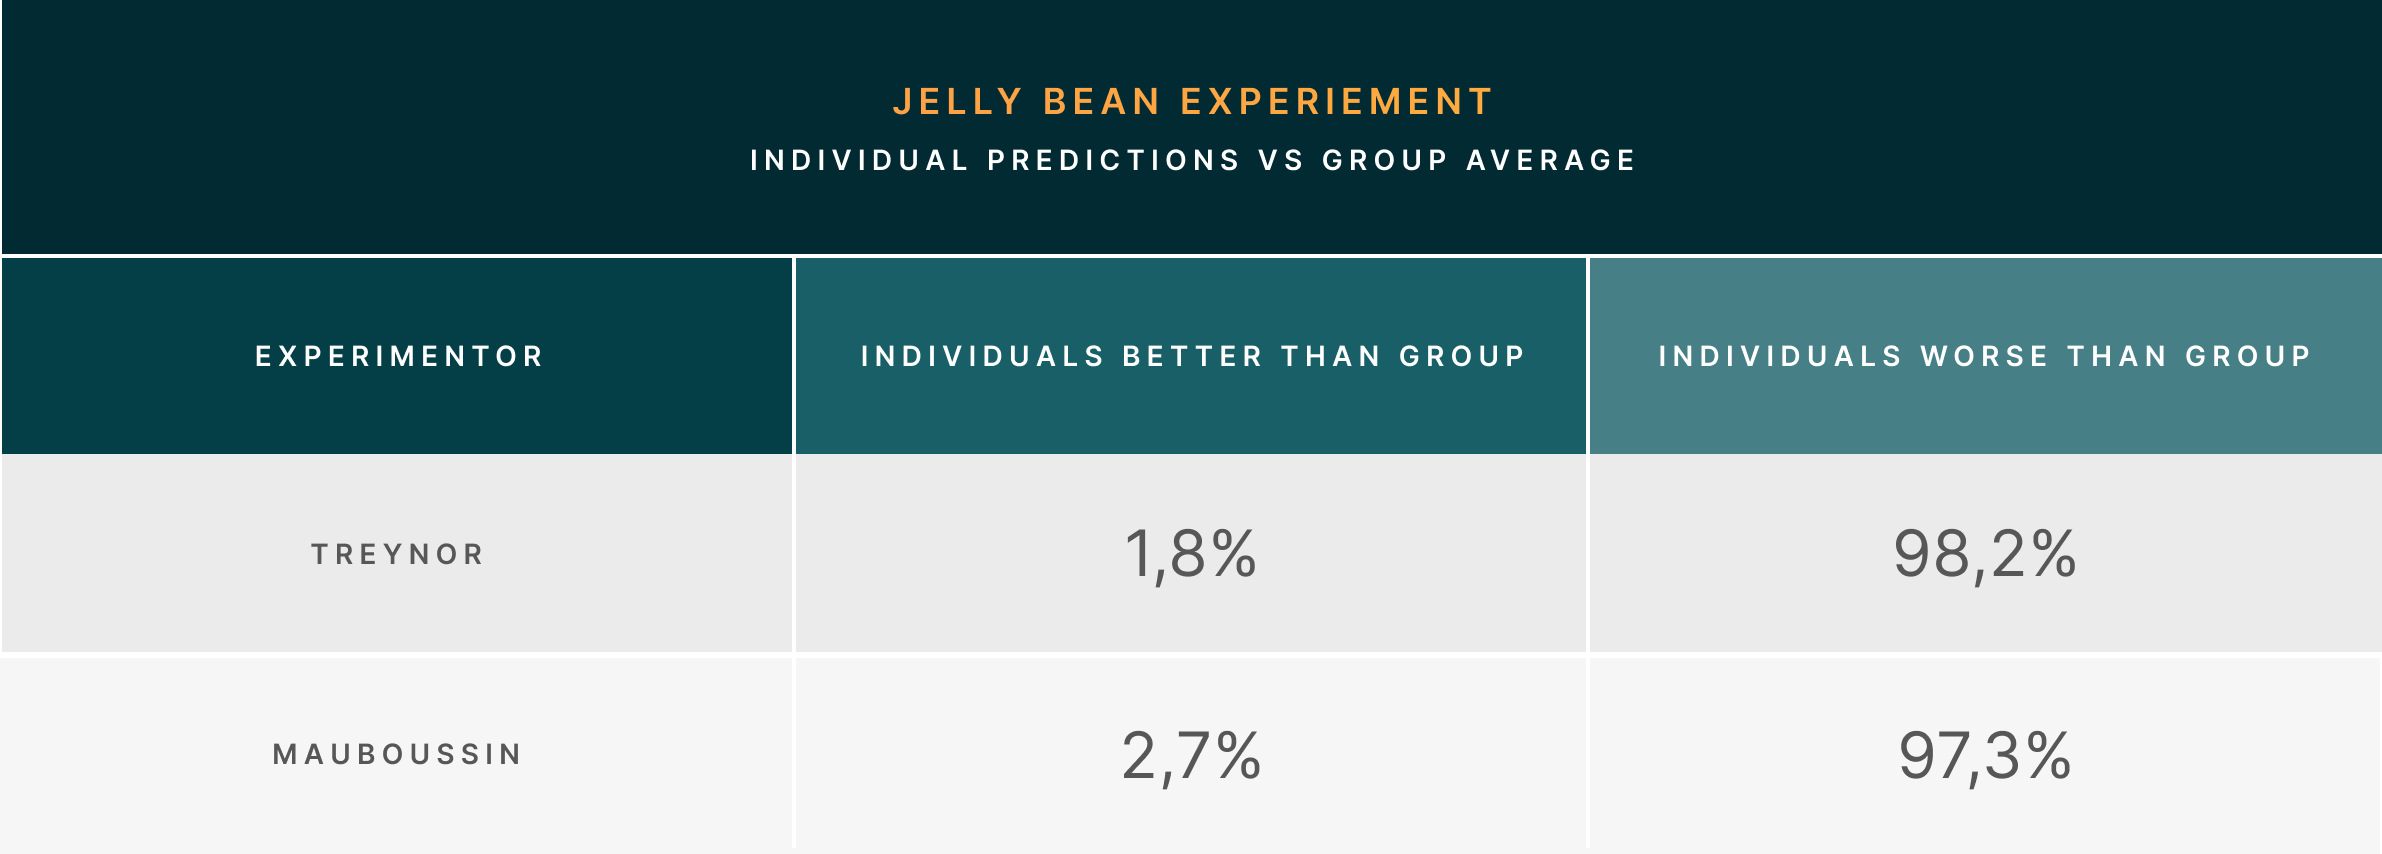 JELLY BEAN EXPERIEMENT
INDIVIDUAL PREDICTIONS VS GROUP AVERAGE
EXPERIMENTOR INDIVIDUALS BETTER THAN GROUP INDIVIDUALS WORSE THAN GROUP
TREYNOR 1,8% 98,2%
MAUBOUSSIN 2,7% 97,3%